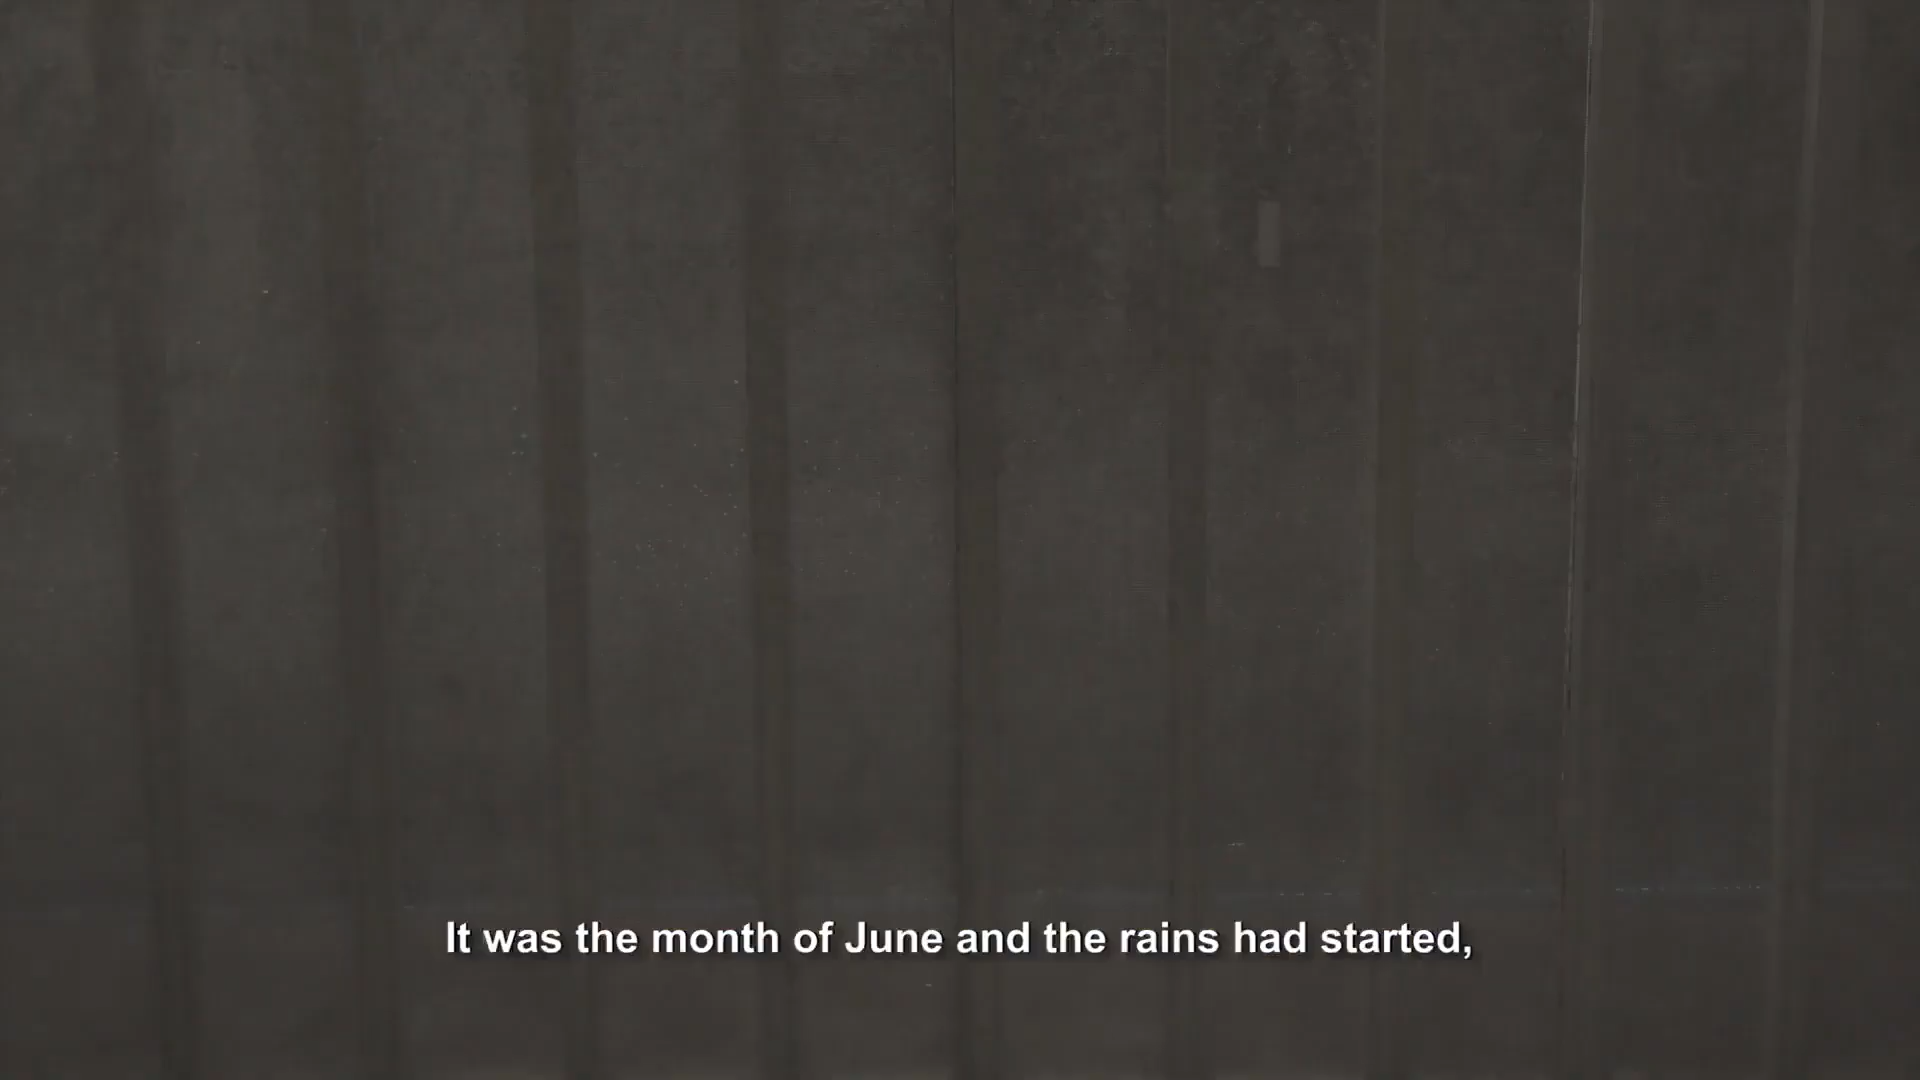 It was the month of June and the rains had started,